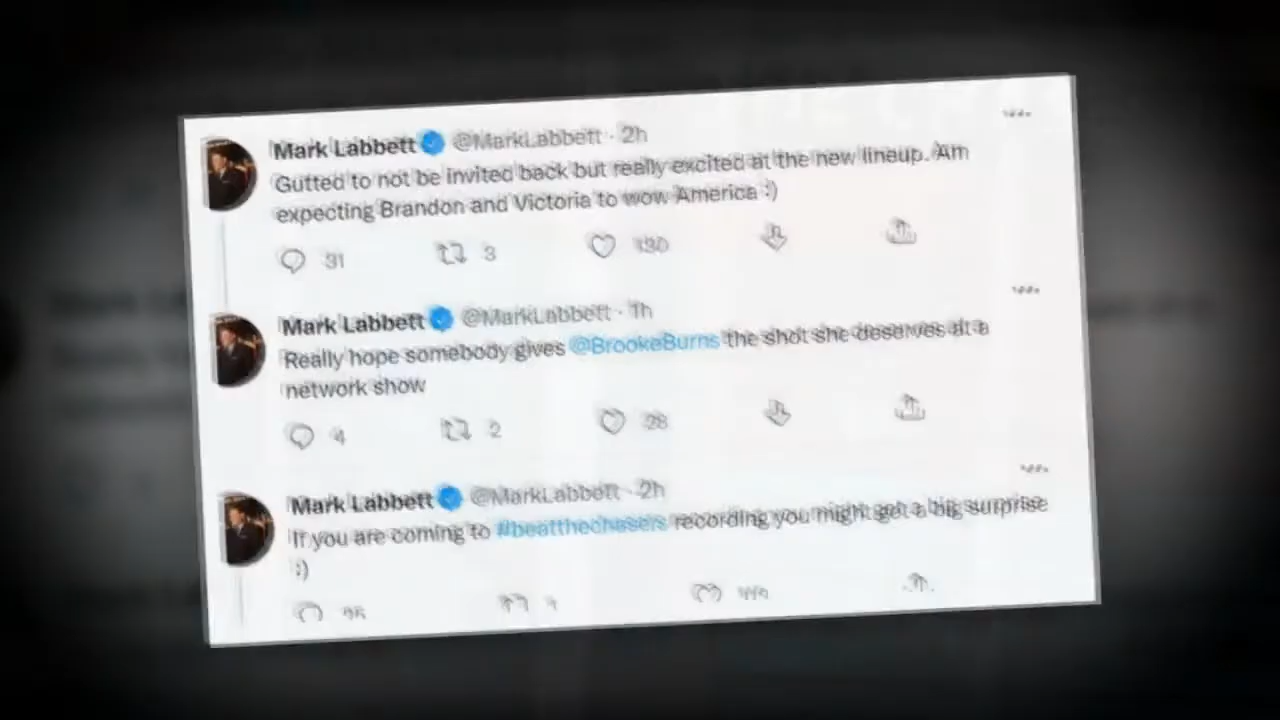 Mark Labbett @MarkLabbett · 2h
Gutted to not be invited back but really excited at the new lineup. Am
expecting Brandon and Victoria to wow America :)
31 3 130
Mark Labbett @MarkLabbett · 1h
Really hope somebody gives @BrookeBurns the shot she deserves at a
network show
4 2 28
Mark Labbett @MarkLabbett · 2h
If you are coming to #beatthechasers recording you might get a big surprise
:)